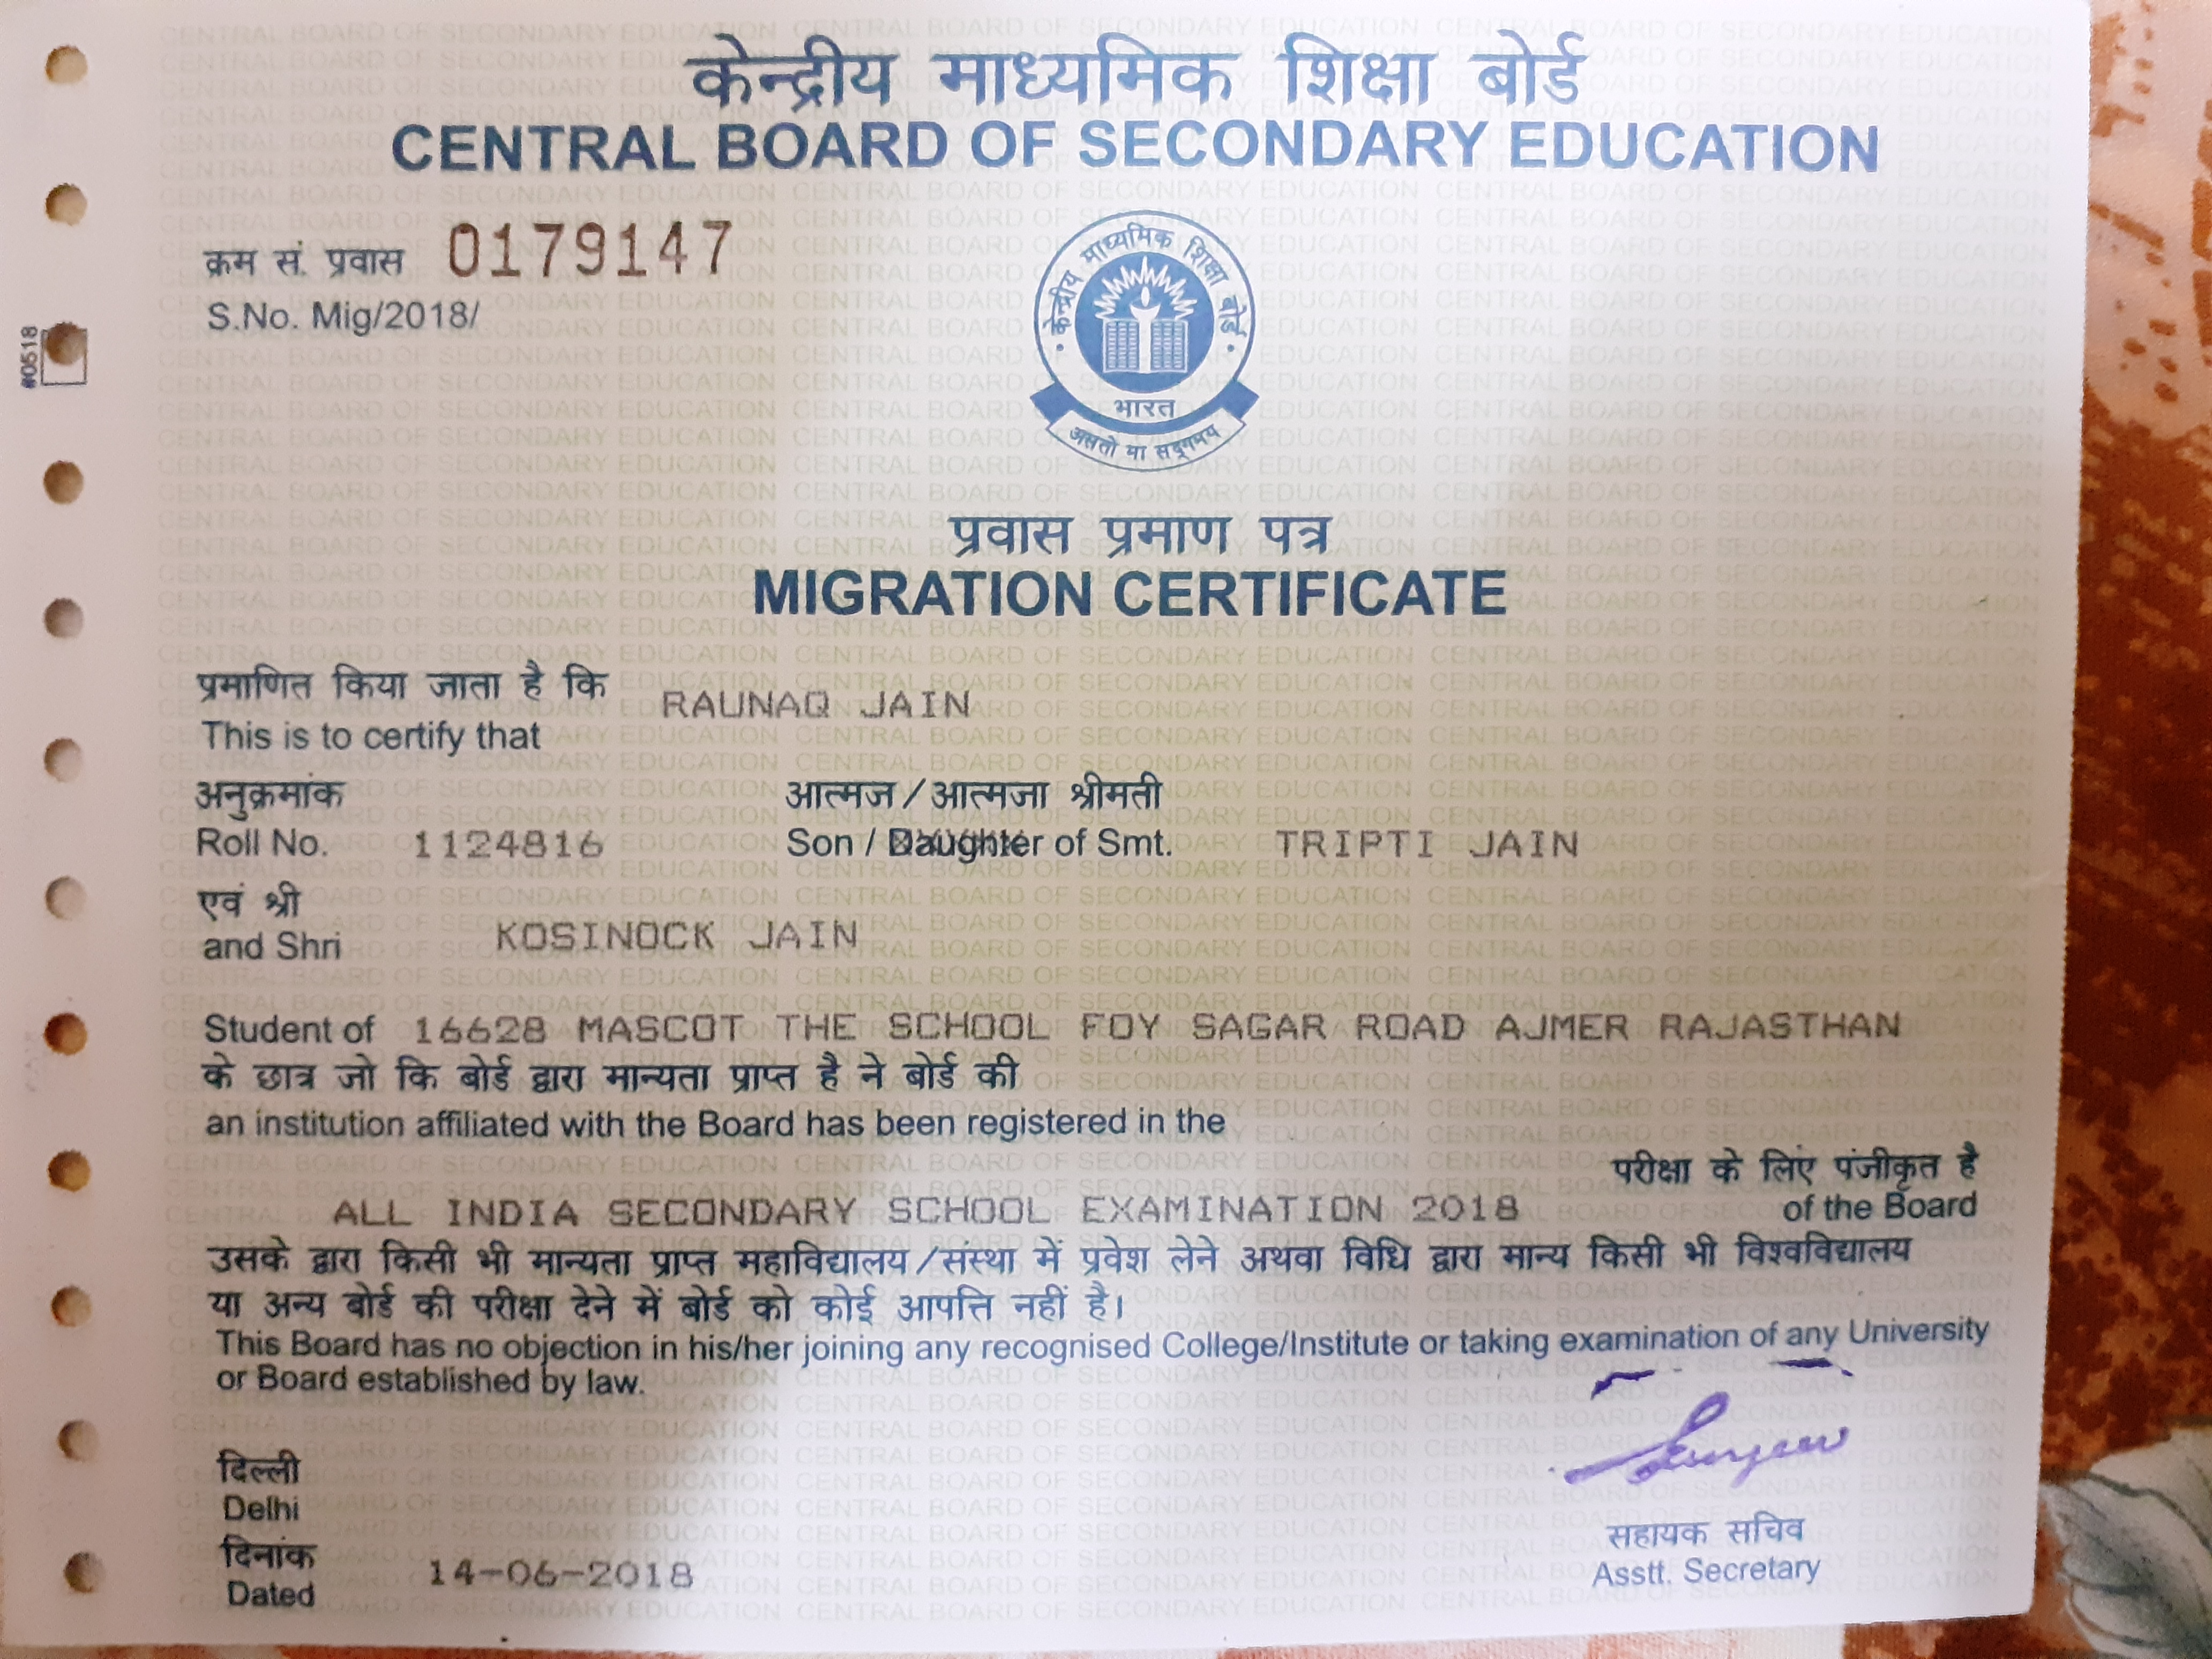 केन्द्रीय माध्यमिक शिक्षा बोर्ड
CENTRAL BOARD OF SECONDARY EDUCATION
क्रम सं. प्रवास 0179147
S.No. Mig/2018/
#0518
केन्द्रीय माध्यमिक शिक्षा बोर्ड
भारत
असतो मा सद्गमय
प्रवास प्रमाण पत्र
MIGRATION CERTIFICATE
प्रमाणित किया जाता है कि RAUNAQ JAIN
This is to certify that
अनुक्रमांक आत्मज/आत्मजा श्रीमती
Roll No. 1124816 Son / Daughter of Smt. TRIPTI JAIN
एवं श्री
and Shri KOSINOCK JAIN
Student of 16628 MASCOT THE SCHOOL FOY SAGAR ROAD AJMER RAJASTHAN
के छात्र जो कि बोर्ड द्वारा मान्यता प्राप्त है ने बोर्ड की
an institution affiliated with the Board has been registered in the
परीक्षा के लिए पंजीकृत है
ALL INDIA SECONDARY SCHOOL EXAMINATION 2018 of the Board
उसके द्वारा किसी भी मान्यता प्राप्त महाविद्यालय/संस्था में प्रवेश लेने अथवा विधि द्वारा मान्य किसी भी विश्वविद्यालय
या अन्य बोर्ड की परीक्षा देने में बोर्ड को कोई आपत्ति नहीं है।
This Board has no objection in his/her joining any recognised College/Institute or taking examination of any University
or Board established by law.
दिल्ली
Delhi
दिनांक
Dated 14-06-2018
सहायक सचिव
Asstt. Secretary